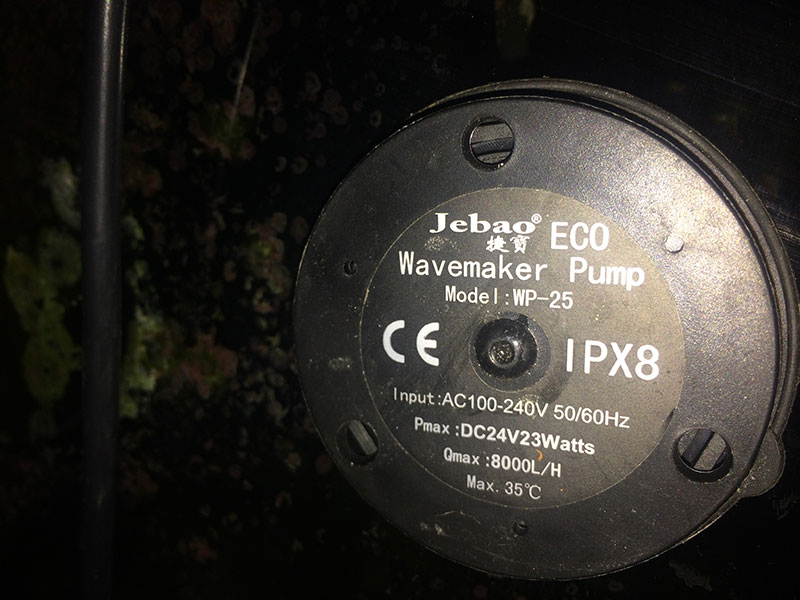 Jebao® ECO
捷寶
Wavemaker Pump
Model:WP-25
CE IPX8
Input:AC100-240V 50/60Hz
Pmax:DC24V23Watts
Qmax:8000L/H
Max. 35℃